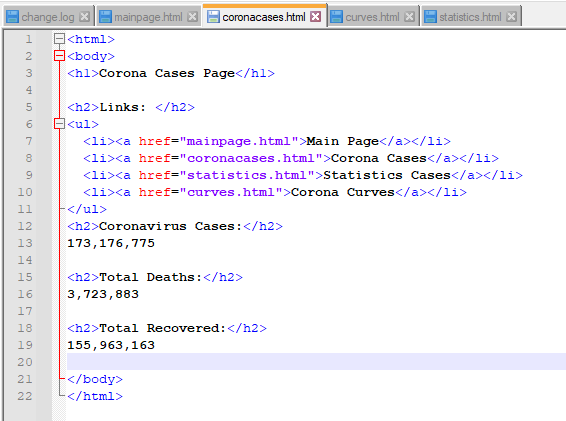 change.log mainpage.html coronacases.html curves.html statistics.html
1 <html>
2 <body>
3 <h1>Corona Cases Page</h1>
4
5 <h2>Links: </h2>
6 <ul>
7 <li><a href="mainpage.html">Main Page</a></li>
8 <li><a href="coronacases.html">Corona Cases</a></li>
9 <li><a href="statistics.html">Statistics Cases</a></li>
10 <li><a href="curves.html">Corona Curves</a></li>
11 </ul>
12 <h2>Coronavirus Cases:</h2>
13 173,176,775
14
15 <h2>Total Deaths:</h2>
16 3,723,883
17
18 <h2>Total Recovered:</h2>
19 155,963,163
20
21 </body>
22 </html>